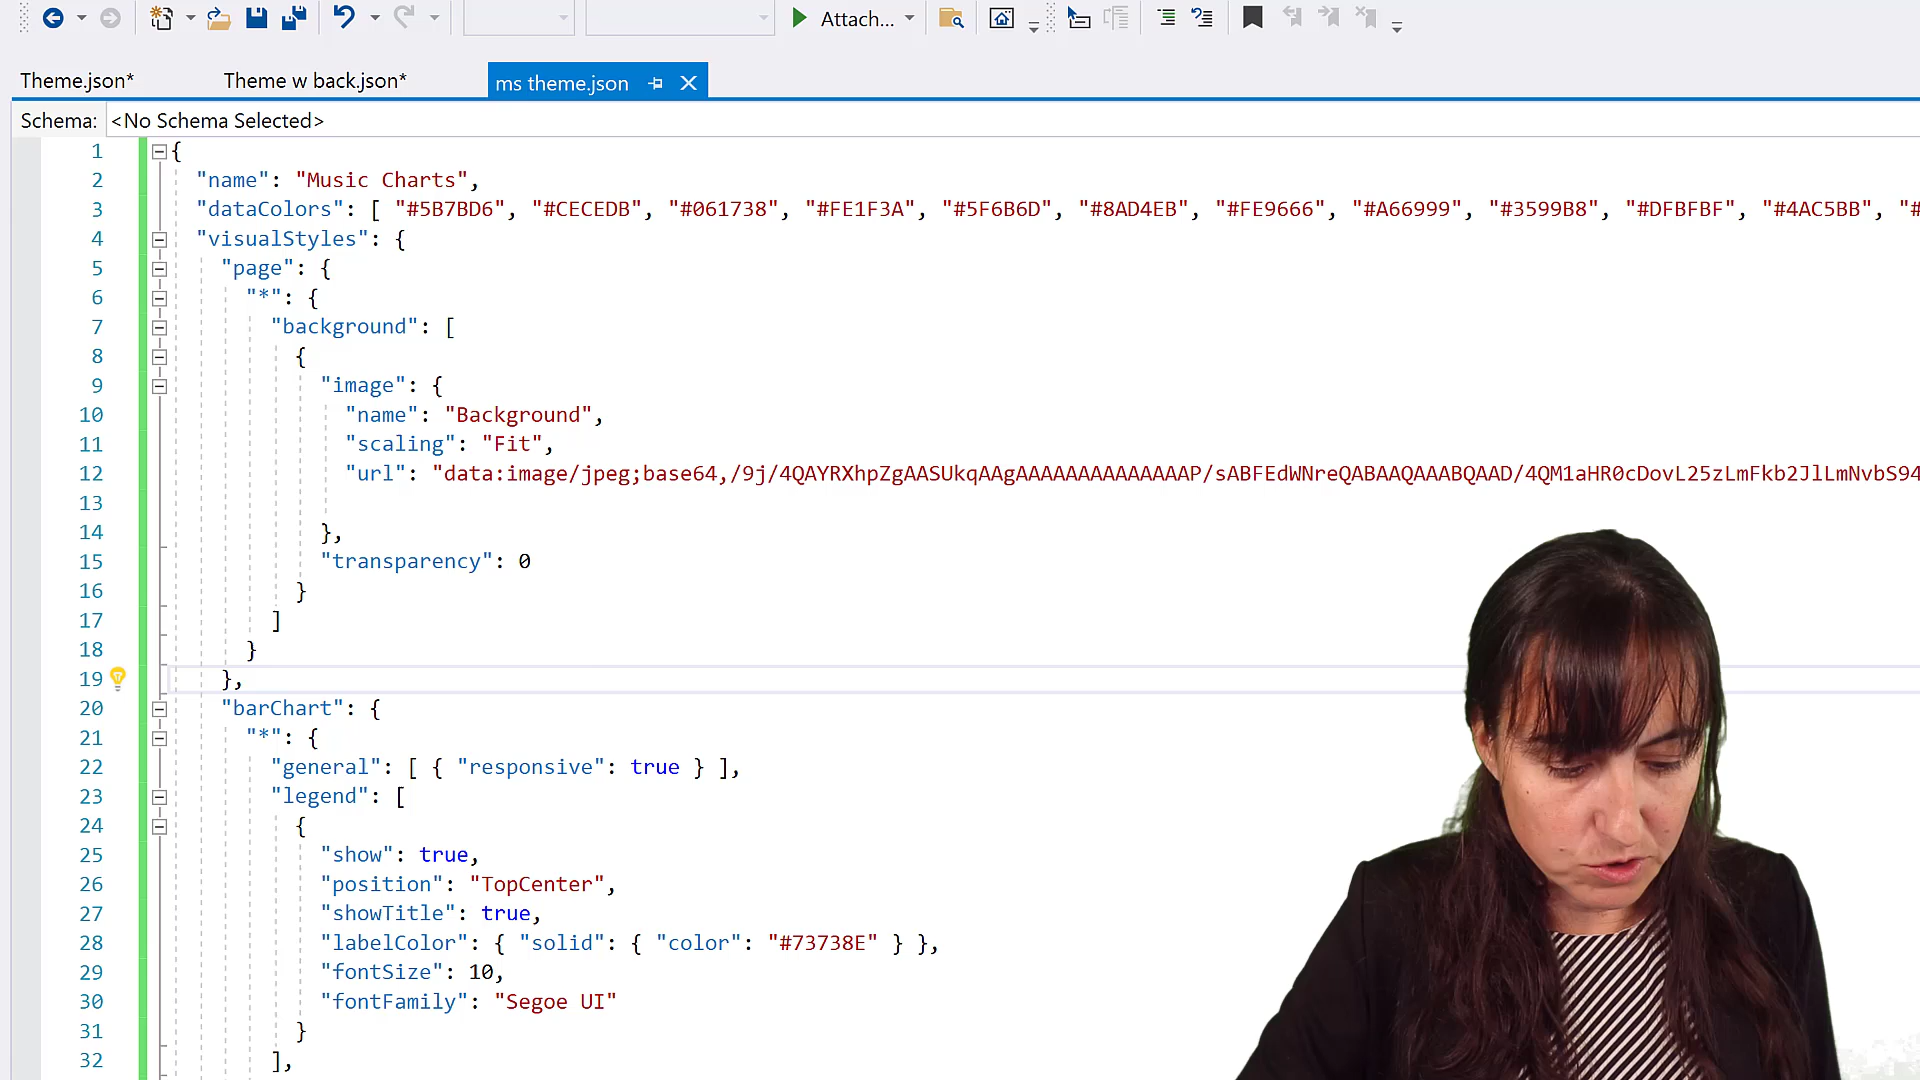 Attach...
Theme.json*
Theme w back.json*
ms theme.json
Schema: <No Schema Selected>
1 {
2 "name": "Music Charts",
3 "dataColors": [ "#5B7BD6", "#CECEDB", "#061738", "#FE1F3A", "#5F6B6D", "#8AD4EB", "#FE9666", "#A66999", "#3599B8", "#DFBFBF", "#4AC5BB", "#
4 "visualStyles": {
5 "page": {
6 "*": {
7 "background": [
8 {
9 "image": {
10 "name": "Background",
11 "scaling": "Fit",
12 "url": "data:image/jpeg;base64,/9j/4QAYRXhpZgAASUkqAAgAAAAAAAAAAAAAAP/sABFEdWNreQABAAQAAABQAAD/4QM1aHR0cDovL25zLmFkb2JlLmNvbS94
13
14 },
15 "transparency": 0
16 }
17 ]
18 }
19 },
20 "barChart": {
21 "*": {
22 "general": [ { "responsive": true } ],
23 "legend": [
24 {
25 "show": true,
26 "position": "TopCenter",
27 "showTitle": true,
28 "labelColor": { "solid": { "color": "#73738E" } },
29 "fontSize": 10,
30 "fontFamily": "Segoe UI"
31 }
32 ],